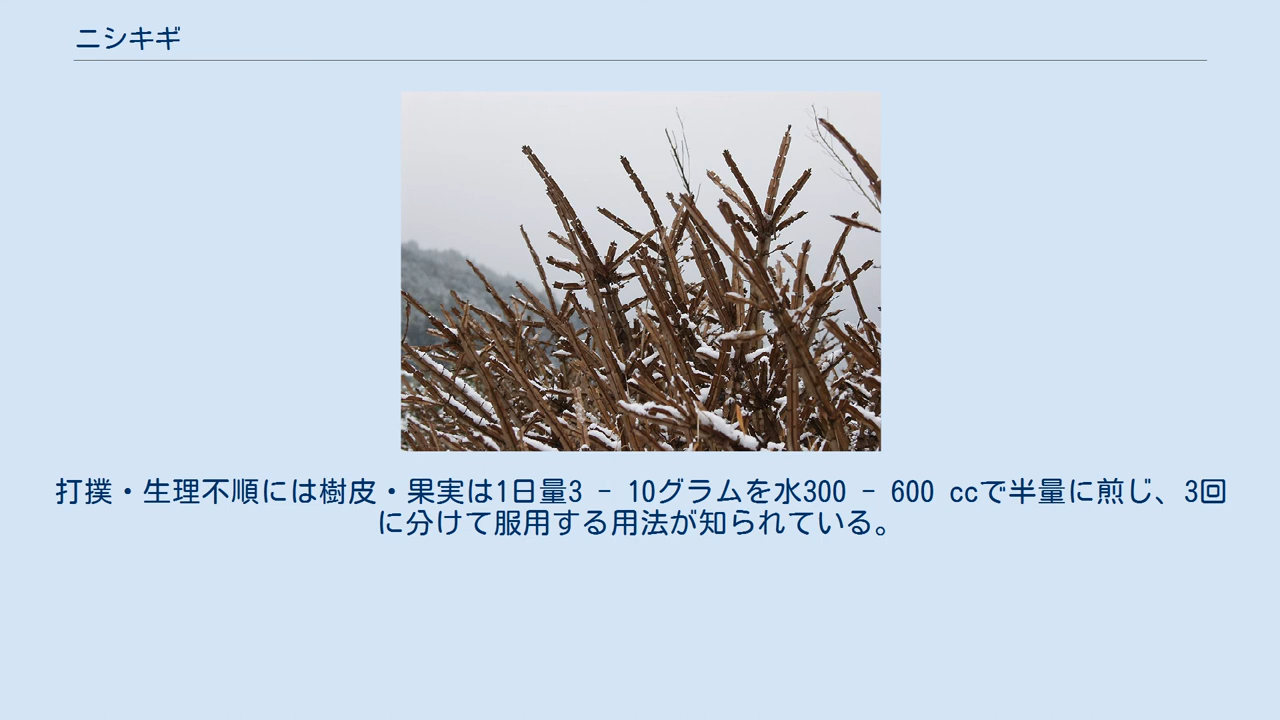 ニシキギ
打撲・生理不順には樹皮・果実は1日量3 - 10グラムを水300 - 600 ccで半量に煎じ、3回
に分けて服用する用法が知られている。